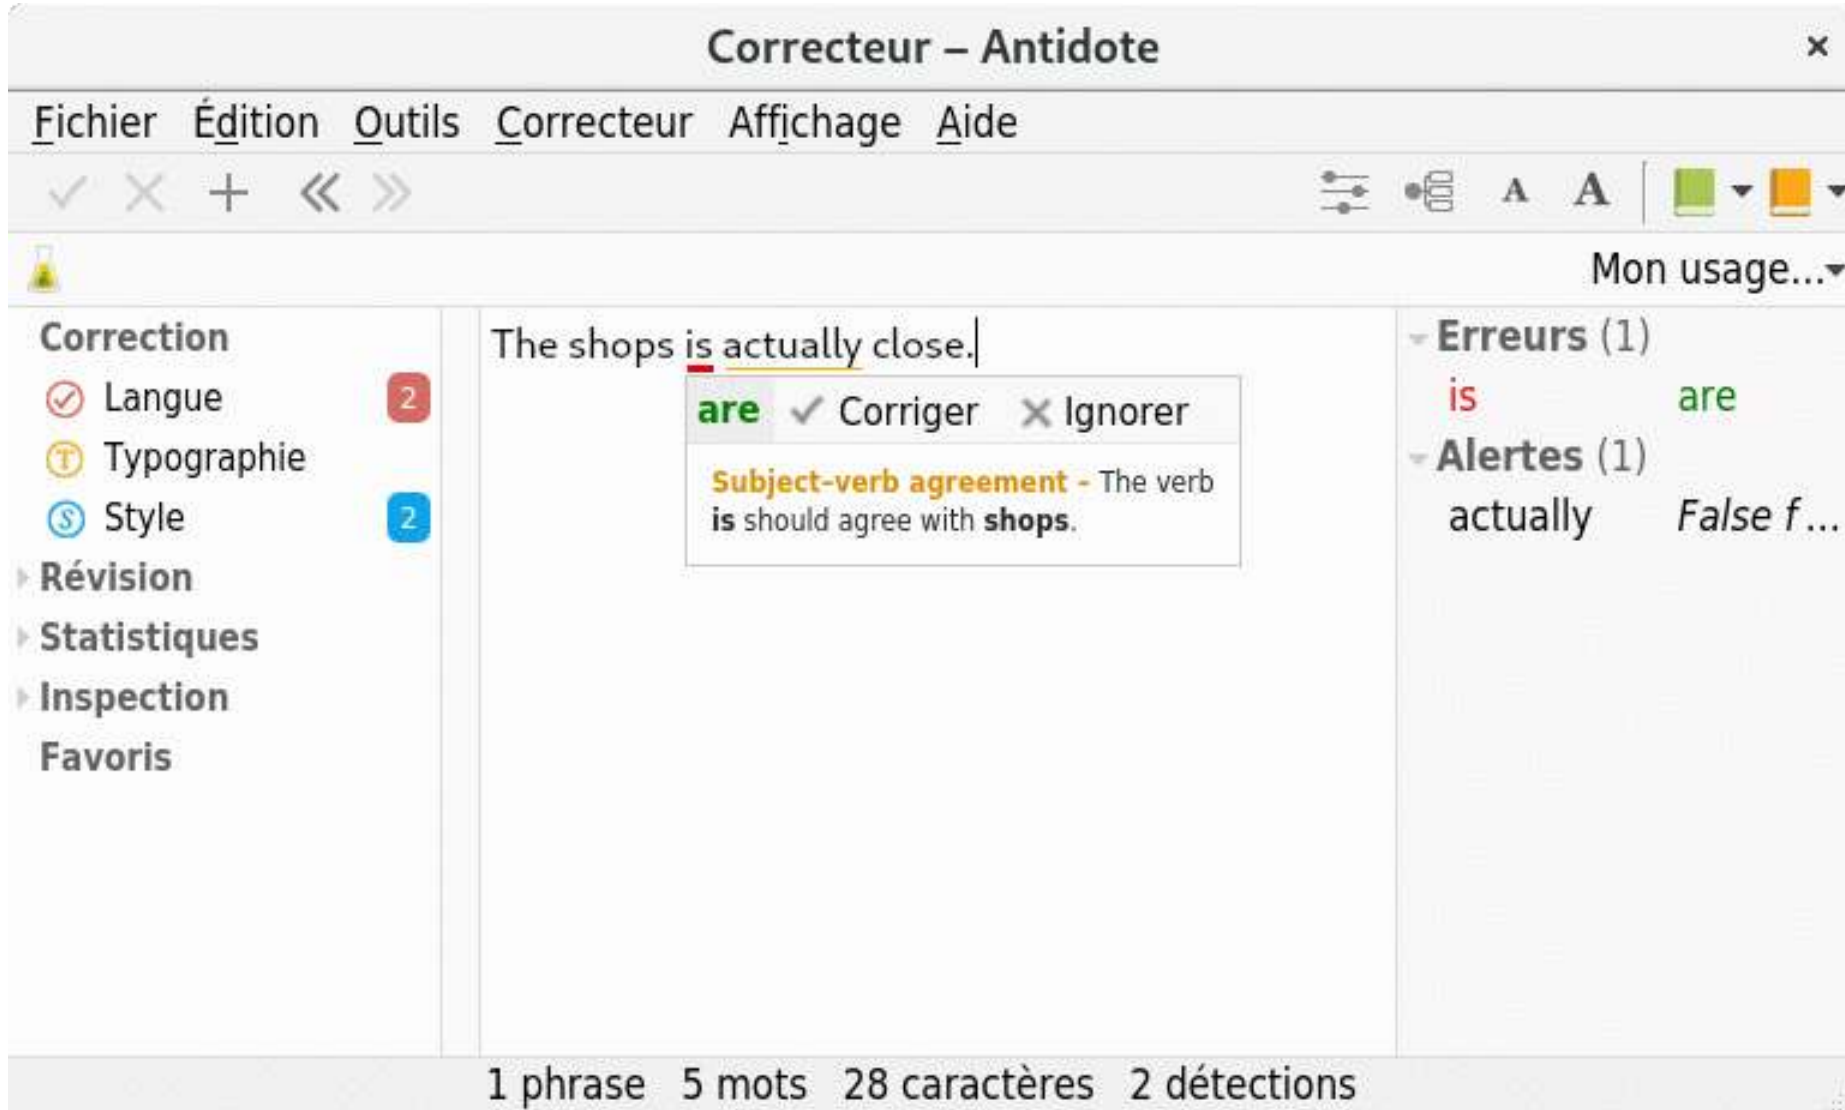 Correcteur – Antidote
Fichier Édition Outils Correcteur Affichage Aide
A A
Mon usage...
Correction
Langue 2
Typographie
Style 2
Révision
Statistiques
Inspection
Favoris
The shops is actually close.
are Corriger Ignorer
Subject-verb agreement - The verb
is should agree with shops.
Erreurs (1)
is are
Alertes (1)
actually False f...
1 phrase 5 mots 28 caractères 2 détections